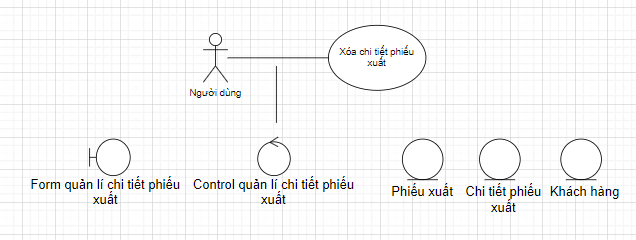 Xóa chi tiết phiếu
xuất
Người dùng
Form quản lí chi tiết phiếu
xuất
Control quản lí chi tiết phiếu
xuất
Phiếu xuất
Chi tiết phiếu
xuất
Khách hàng